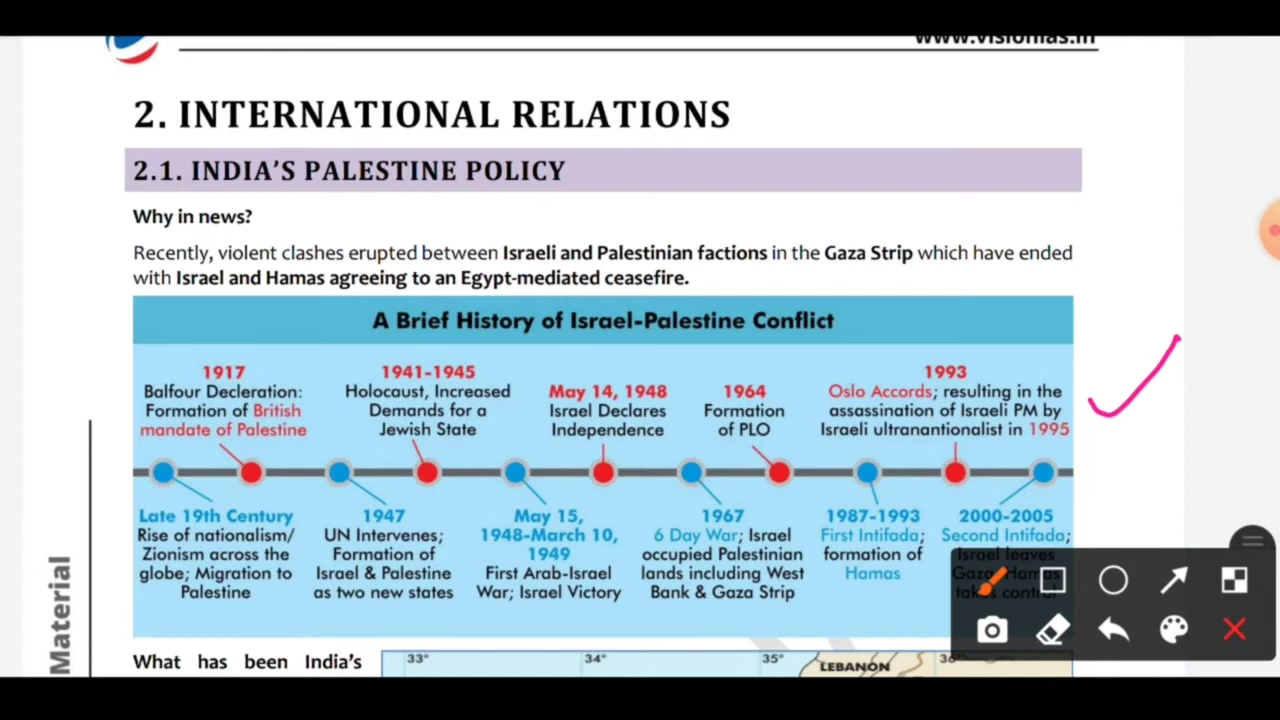 www.visionias.in
2. INTERNATIONAL RELATIONS
2.1. INDIA’S PALESTINE POLICY
Why in news?
Recently, violent clashes erupted between Israeli and Palestinian factions in the Gaza Strip which have ended
with Israel and Hamas agreeing to an Egypt-mediated ceasefire.
A Brief History of Israel-Palestine Conflict
1917
Balfour Decleration:
Formation of British
mandate of Palestine
1941-1945
Holocaust, Increased
Demands for a
Jewish State
May 14, 1948
Israel Declares
Independence
1964
Formation
of PLO
1993
Oslo Accords; resulting in the
assassination of Israeli PM by
Israeli ultranantionalist in 1995
Late 19th Century
Rise of nationalism/
Zionism across the
globe; Migration to
Palestine
1947
UN Intervenes;
Formation of
Israel & Palestine
as two new states
May 15,
1948-March 10,
1949
First Arab-Israel
War; Israel Victory
1967
6 Day War; Israel
occupied Palestinian
lands including West
Bank & Gaza Strip
1987-1993
First Intifada;
formation of
Hamas
2000-2005
Second Intifada;
Israel leaves
Gaza; Hamas
takes control
Material
What has been India’s
33°
34°
35°
36°
LEBANON